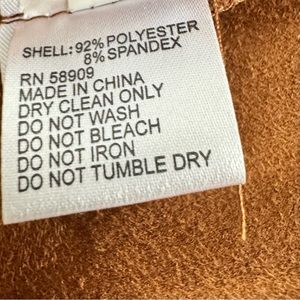 SHELL: 92% POLYESTER
8% SPANDEX
RN 58909
MADE IN CHINA
DRY CLEAN ONLY
DO NOT WASH
DO NOT BLEACH
DO NOT IRON
DO NOT TUMBLE DRY